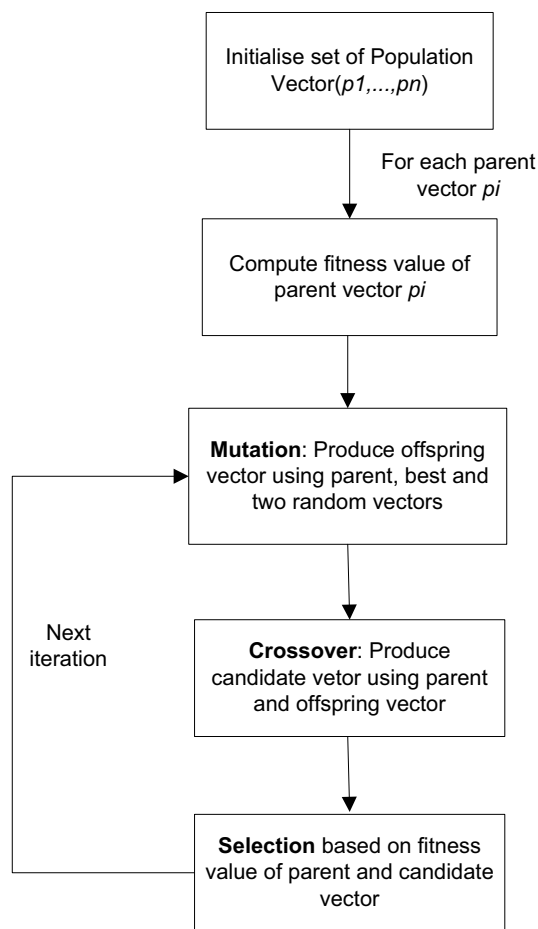 Initialise set of Population
Vector(p1,...,pn)
For each parent
vector pi
Compute fitness value of
parent vector pi
Mutation: Produce offspring
vector using parent, best and
two random vectors
Next
iteration
Crossover: Produce
candidate vetor using parent
and offspring vector
Selection based on fitness
value of parent and candidate
vector